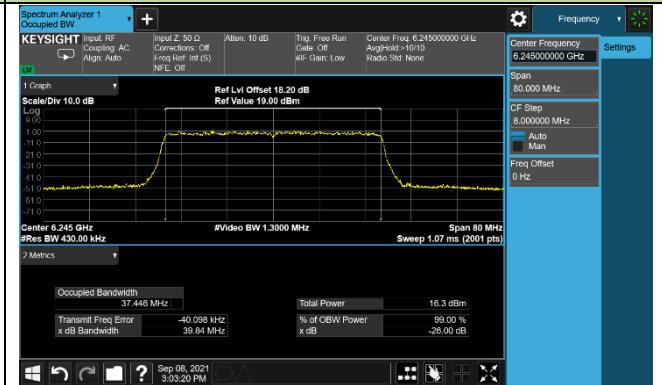 Spectrum Analyzer 1
Occupied BW
+
Frequency
KEYSIGHT
Input: RF
Coupling: AC
Align: Auto
Input Z: 50 Ω
Corrections: Off
Freq Ref: Int (S)
NFE: Off
Atten: 10 dB
Trig: Free Run
Gate: Off
#IF Gain: Low
Center Freq: 6.245000000 GHz
Avg|Hold:>10/10
Radio Std: None
Center Frequency
6.245000000 GHz
Settings
Span
80.000 MHz
CF Step
8.000000 MHz
Auto
Man
Freq Offset
0 Hz
1 Graph
Scale/Div 10.0 dB
Ref Lvl Offset 18.20 dB
Ref Value 19.00 dBm
Log
9.00
-1.00
-11.0
-21.0
-31.0
-41.0
-51.0
-61.0
-71.0
Center 6.245 GHz
#Video BW 1.3000 MHz
Span 80 MHz
#Res BW 430.00 kHz
Sweep 1.07 ms (2001 pts)
2 Metrics
Occupied Bandwidth
37.446 MHz
Total Power 16.3 dBm
Transmit Freq Error -40.098 kHz
% of OBW Power 99.00 %
x dB Bandwidth 39.84 MHz
x dB -26.00 dB
?
Sep 08, 2021
3:03:20 PM